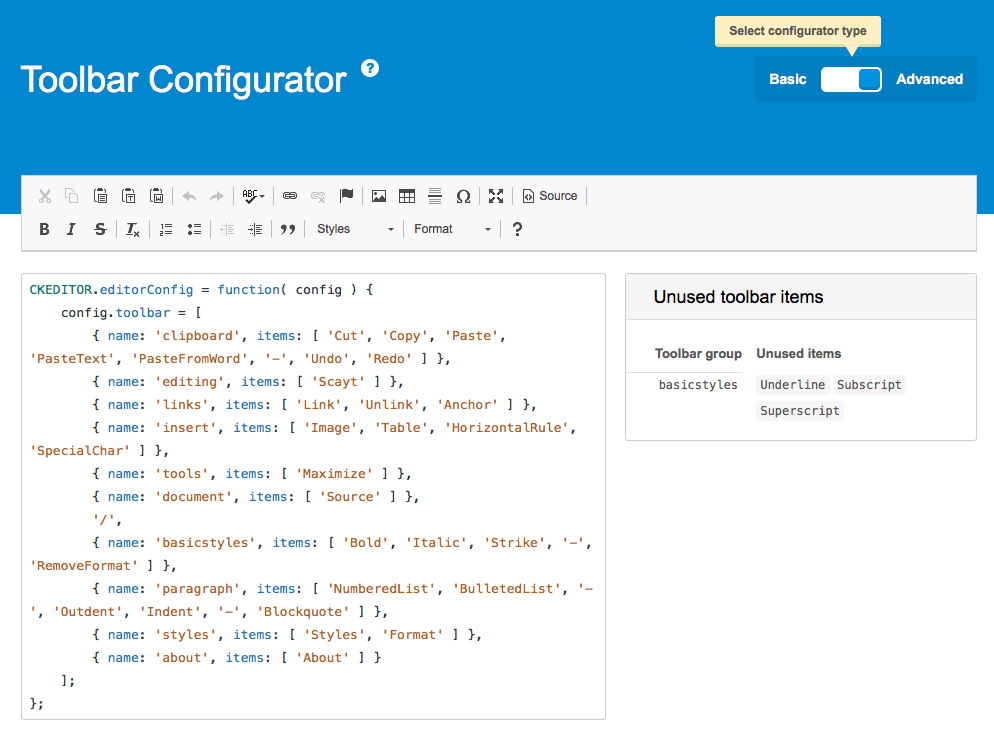 Select configurator type
Toolbar Configurator ?
Basic Advanced
ABC Ω Source
B I S Tx Styles Format ?
CKEDITOR.editorConfig = function( config ) {
config.toolbar = [
{ name: 'clipboard', items: [ 'Cut', 'Copy', 'Paste',
'PasteText', 'PasteFromWord', '-', 'Undo', 'Redo' ] },
{ name: 'editing', items: [ 'Scayt' ] },
{ name: 'links', items: [ 'Link', 'Unlink', 'Anchor' ] },
{ name: 'insert', items: [ 'Image', 'Table', 'HorizontalRule',
'SpecialChar' ] },
{ name: 'tools', items: [ 'Maximize' ] },
{ name: 'document', items: [ 'Source' ] },
'/',
{ name: 'basicstyles', items: [ 'Bold', 'Italic', 'Strike', '-',
'RemoveFormat' ] },
{ name: 'paragraph', items: [ 'NumberedList', 'BulletedList', '-
', 'Outdent', 'Indent', '-', 'Blockquote' ] },
{ name: 'styles', items: [ 'Styles', 'Format' ] },
{ name: 'about', items: [ 'About' ] }
];
};
Unused toolbar items
Toolbar group Unused items
basicstyles Underline Subscript
Superscript